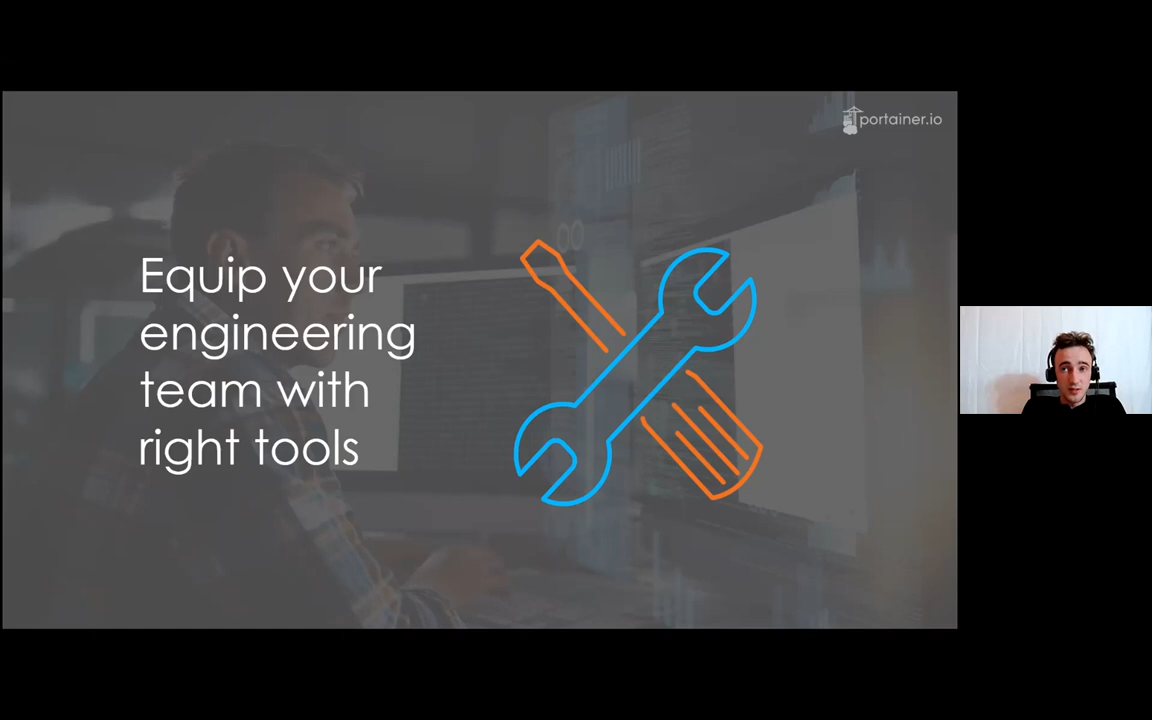 portainer.io
Equip your
engineering
team with
right tools